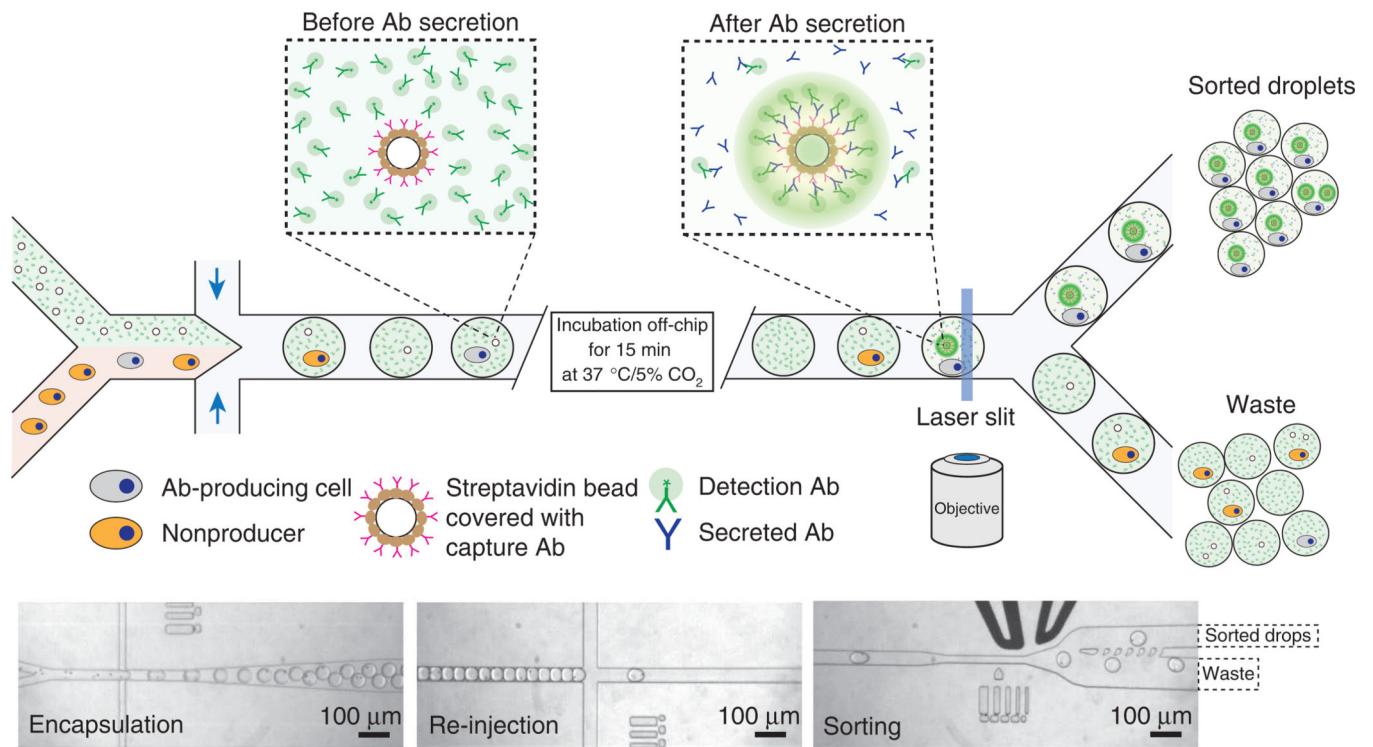 Before Ab secretion
After Ab secretion
Sorted droplets
Incubation off-chip
for 15 min
at 37 °C/5% CO₂
Laser slit
Waste
Ab-producing cell
Nonproducer
Streptavidin bead
covered with
capture Ab
Detection Ab
Secreted Ab
Objective
Encapsulation
100 μm
Re-injection
100 μm
Sorting
100 μm
Sorted drops
Waste